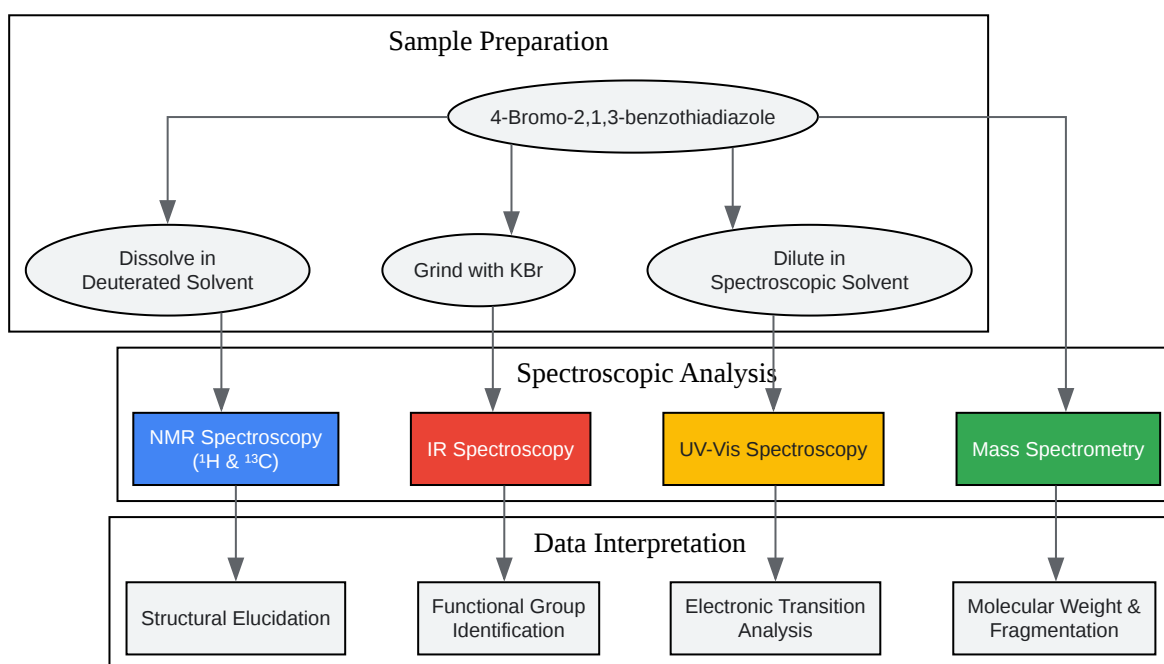 Sample Preparation
4-Bromo-2,1,3-benzothiadiazole
Dissolve in
Deuterated Solvent
Grind with KBr
Dilute in
Spectroscopic Solvent
Spectroscopic Analysis
NMR Spectroscopy
(¹H & ¹³C)
IR Spectroscopy
UV-Vis Spectroscopy
Mass Spectrometry
Data Interpretation
Structural Elucidation
Functional Group
Identification
Electronic Transition
Analysis
Molecular Weight &
Fragmentation